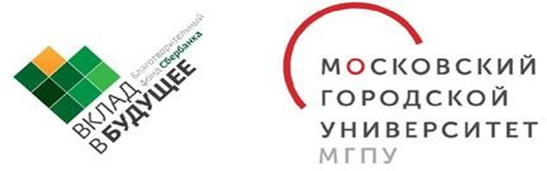 Благотворительный
фонд Сбербанка
ВКЛАД
В БУДУЩЕЕ
МОСКОВСКИЙ
ГОРОДСКОЙ
УНИВЕРСИТЕТ
МГПУ